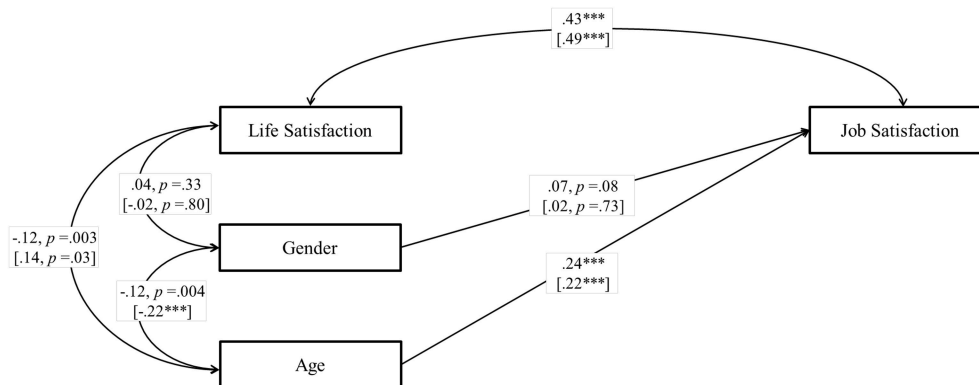 .43***
[.49***]
Life Satisfaction
Job Satisfaction
.04, p =.33
[-.02, p =.80]
.07, p =.08
[.02, p =.73]
-.12, p =.003
[.14, p =.03]
Gender
-.12, p =.004
[-.22***]
.24***
[.22***]
Age